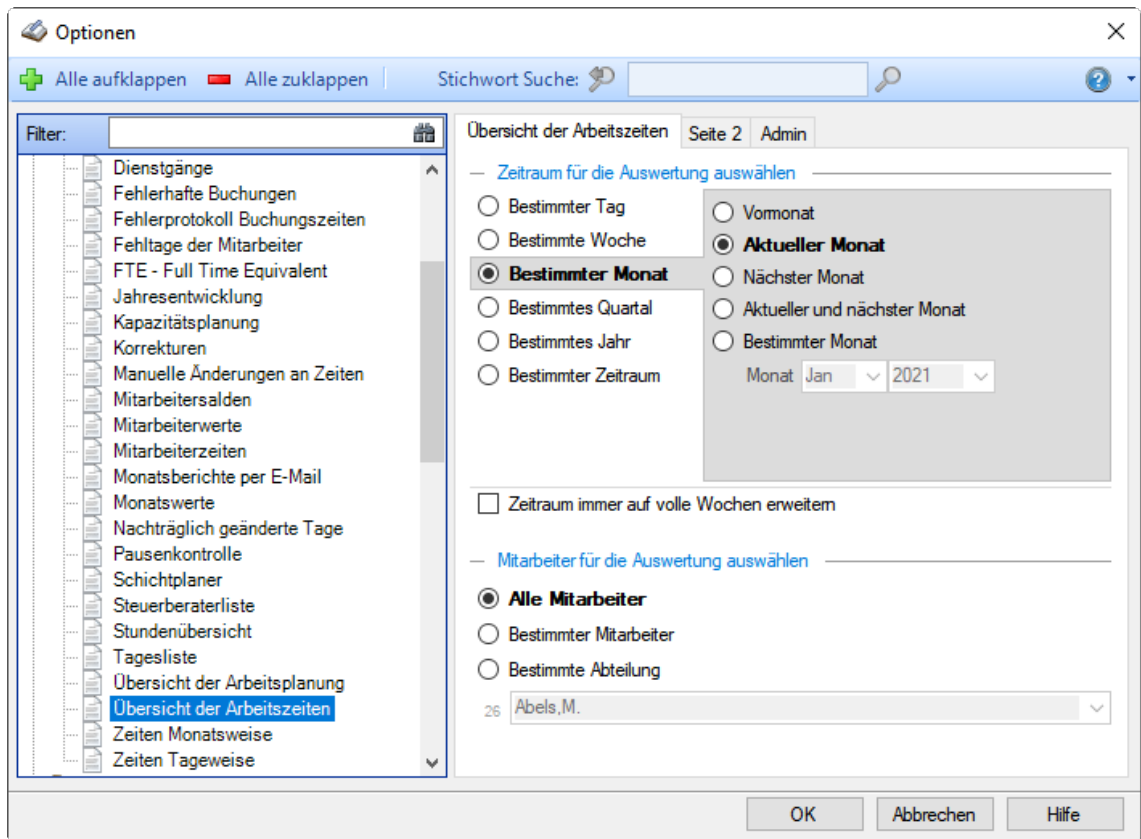 Optionen
Alle aufklappen Alle zuklappen Stichwort Suche:
Filter:
Dienstgänge
Fehlerhafte Buchungen
Fehlerprotokoll Buchungszeiten
Fehltage der Mitarbeiter
FTE - Full Time Equivalent
Jahresentwicklung
Kapazitätsplanung
Korrekturen
Manuelle Änderungen an Zeiten
Mitarbeitersalden
Mitarbeiterwerte
Mitarbeiterzeiten
Monatsberichte per E-Mail
Monatswerte
Nachträglich geänderte Tage
Pausenkontrolle
Schichtplaner
Steuerberaterliste
Stundenübersicht
Tagesliste
Übersicht der Arbeitsplanung
Übersicht der Arbeitszeiten
Zeiten Monatsweise
Zeiten Tageweise
Übersicht der Arbeitszeiten Seite 2 Admin
Zeitraum für die Auswertung auswählen
Bestimmter Tag
Bestimmte Woche
Bestimmter Monat
Bestimmtes Quartal
Bestimmtes Jahr
Bestimmter Zeitraum
Vormonat
Aktueller Monat
Nächster Monat
Aktueller und nächster Monat
Bestimmter Monat
Monat Jan 2021
Zeitraum immer auf volle Wochen erweitern
Mitarbeiter für die Auswertung auswählen
Alle Mitarbeiter
Bestimmter Mitarbeiter
Bestimmte Abteilung
26 Abels,M.
OK Abbrechen Hilfe